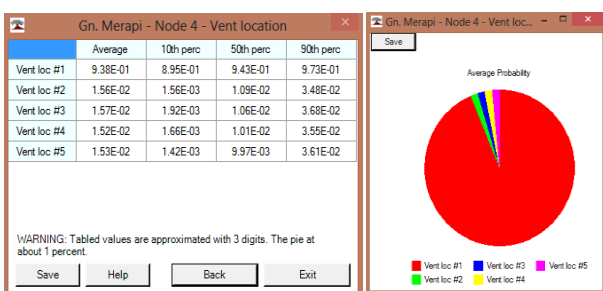 Gn. Merapi - Node 4 - Vent location
Average 10th perc 50th perc 90th perc
Vent loc #1 9.38E-01 8.95E-01 9.43E-01 9.73E-01
Vent loc #2 1.56E-02 1.56E-03 1.09E-02 3.48E-02
Vent loc #3 1.57E-02 1.92E-03 1.06E-02 3.68E-02
Vent loc #4 1.52E-02 1.66E-03 1.01E-02 3.55E-02
Vent loc #5 1.53E-02 1.42E-03 9.97E-03 3.61E-02
WARNING: Tabled values are approximated with 3 digits. The pie at
about 1 percent.
Save Help Back Exit
Gn. Merapi - Node 4 - Vent loc...
Save
Average Probability
Vent loc #1 Vent loc #3 Vent loc #5
Vent loc #2 Vent loc #4